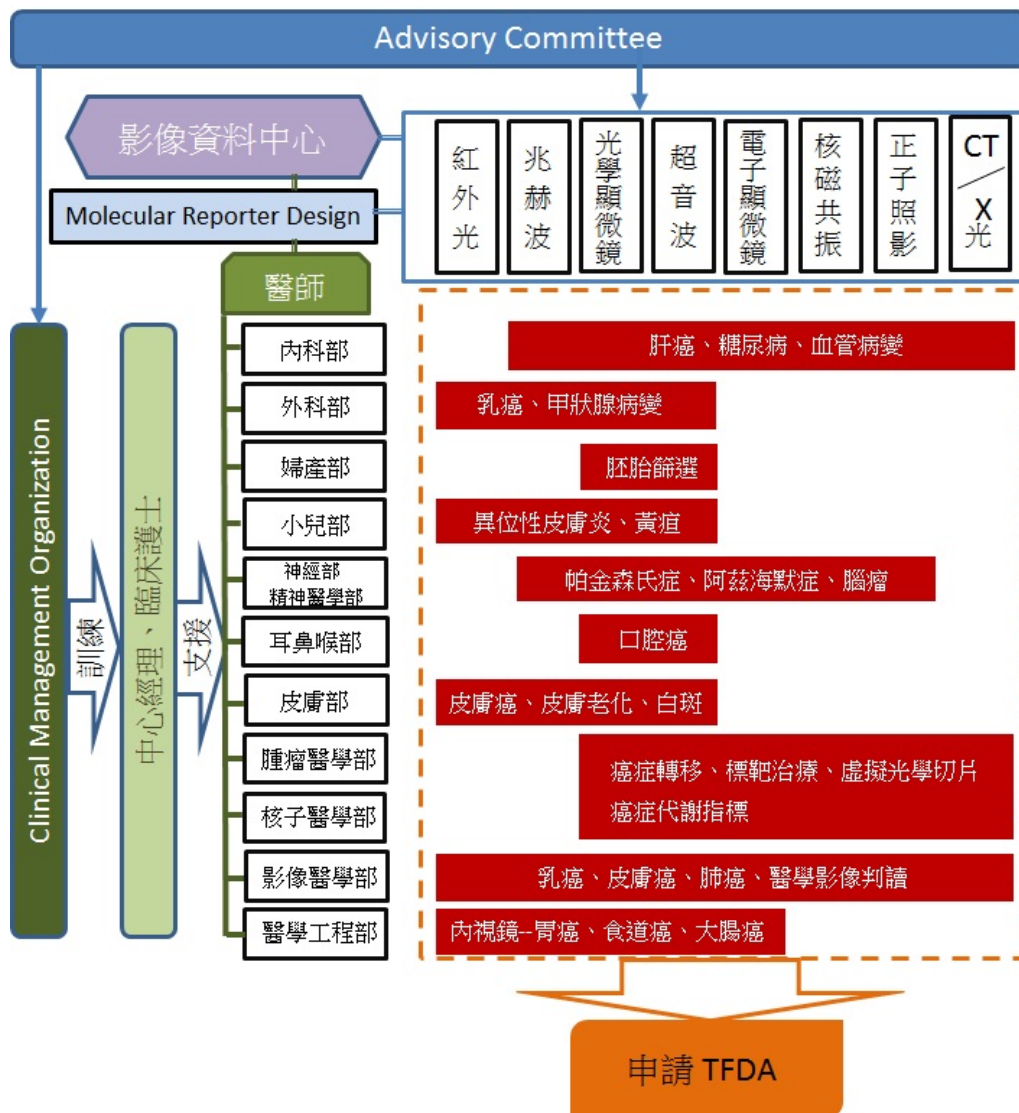 Advisory Committee
影像資料中心
Molecular Reporter Design
紅外光
兆赫波
光學顯微鏡
超音波
電子顯微鏡
核磁共振
正子照影
CT／X光
醫師
Clinical Management Organization
訓練
中心經理、臨床護士
支援
內科部
肝癌、糖尿病、血管病變
外科部
乳癌、甲狀腺病變
婦產部
胚胎篩選
小兒部
異位性皮膚炎、黃疸
神經部
精神醫學部
帕金森氏症、阿茲海默症、腦瘤
耳鼻喉部
口腔癌
皮膚部
皮膚癌、皮膚老化、白斑
腫瘤醫學部
核子醫學部
癌症轉移、標靶治療、虛擬光學切片
癌症代謝指標
影像醫學部
乳癌、皮膚癌、肺癌、醫學影像判讀
醫學工程部
內視鏡--胃癌、食道癌、大腸癌
申請 TFDA